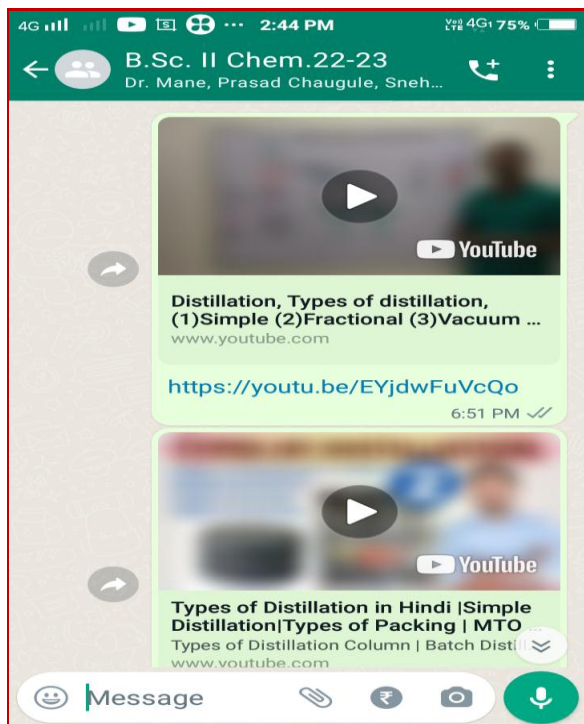 4G 2:44 PM 4G 75%
B.Sc. II Chem.22-23
Dr. Mane, Prasad Chaugule, Sneh...
YouTube
Distillation, Types of distillation,
(1)Simple (2)Fractional (3)Vacuum ...
www.youtube.com
https://youtu.be/EYjdwFuVcQo
6:51 PM
YouTube
Types of Distillation in Hindi |Simple
Distillation|Types of Packing | MTO ...
Types of Distillation Column | Batch Distil
www.youtube.com
Message